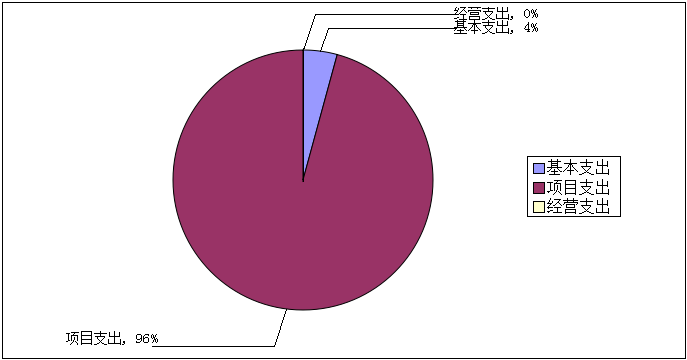 经营支出, 0%
基本支出, 4%
基本支出
项目支出
经营支出
项目支出, 96%